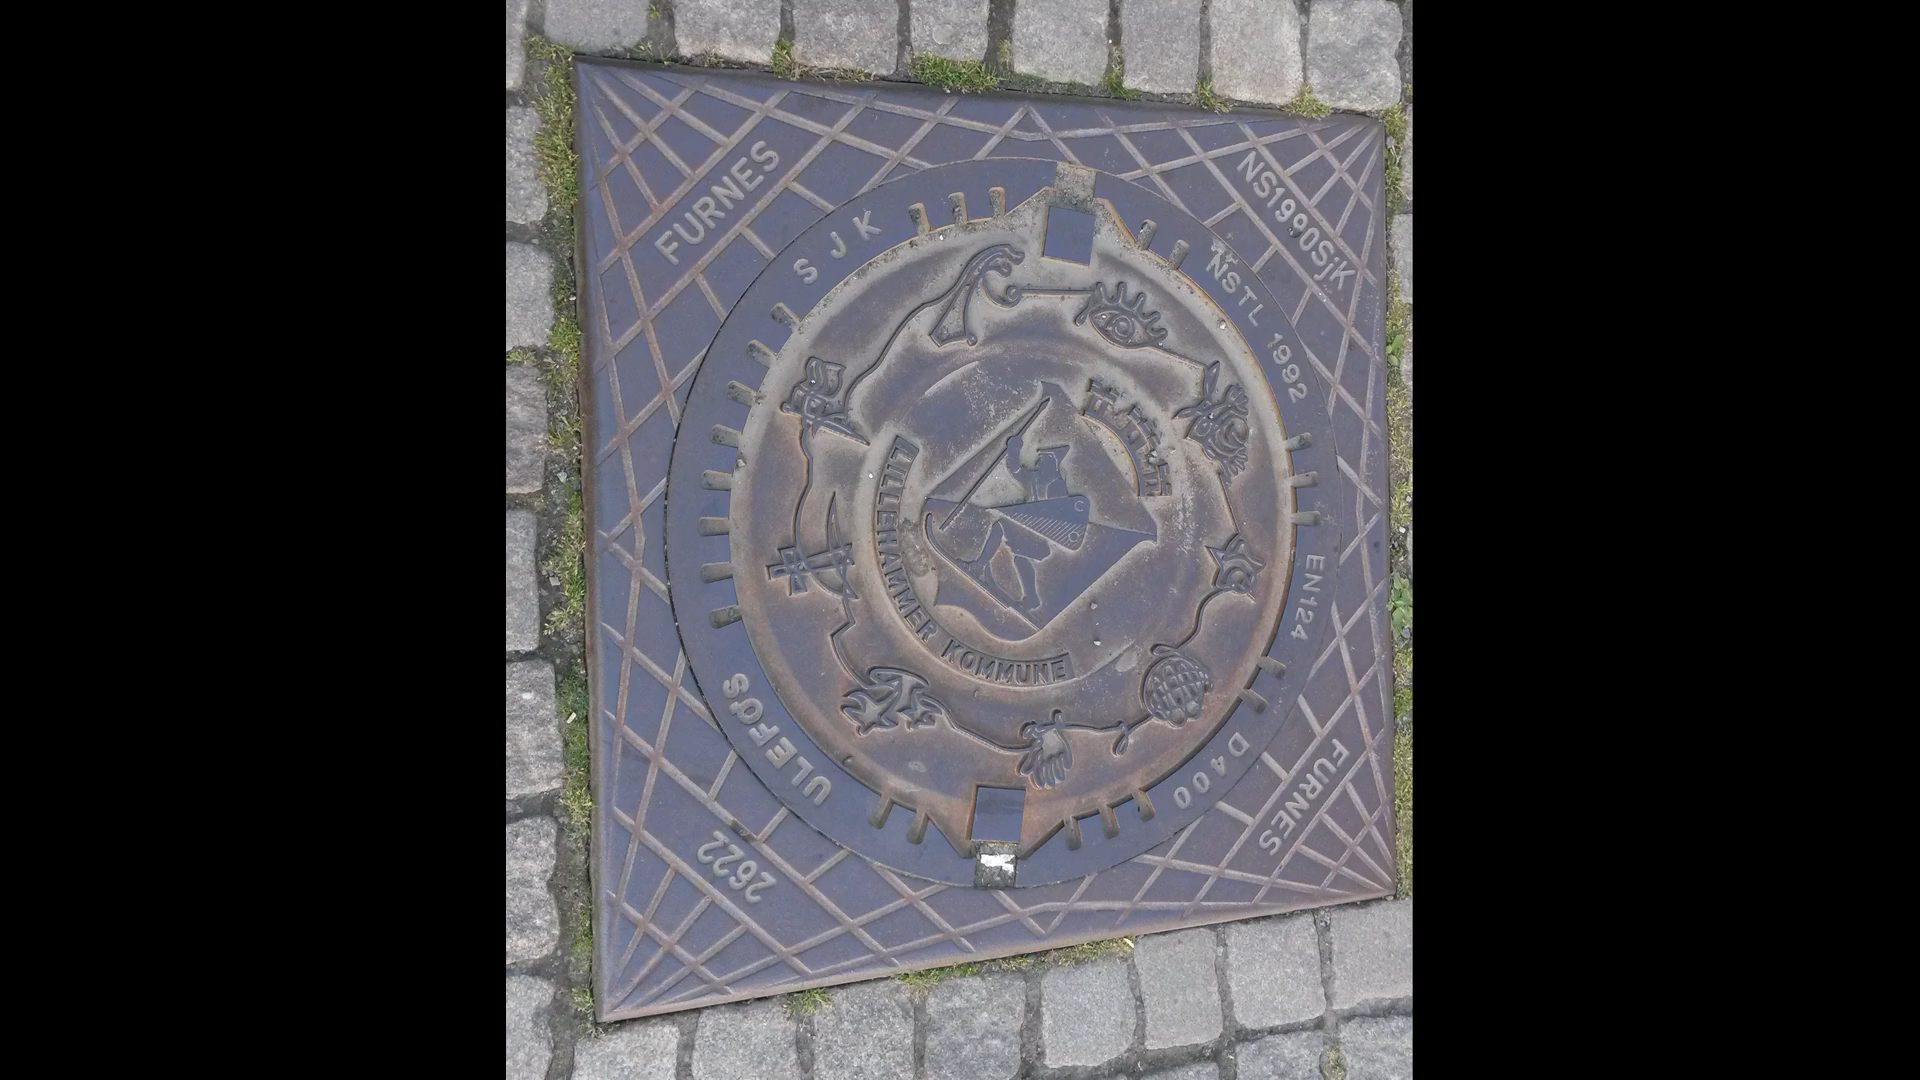 FURNES
NS1990SjK
SJK
NSTL 1992
LILLEHAMMER KOMMUNE
EN124
ULEFOS
D400
FURNES
2622